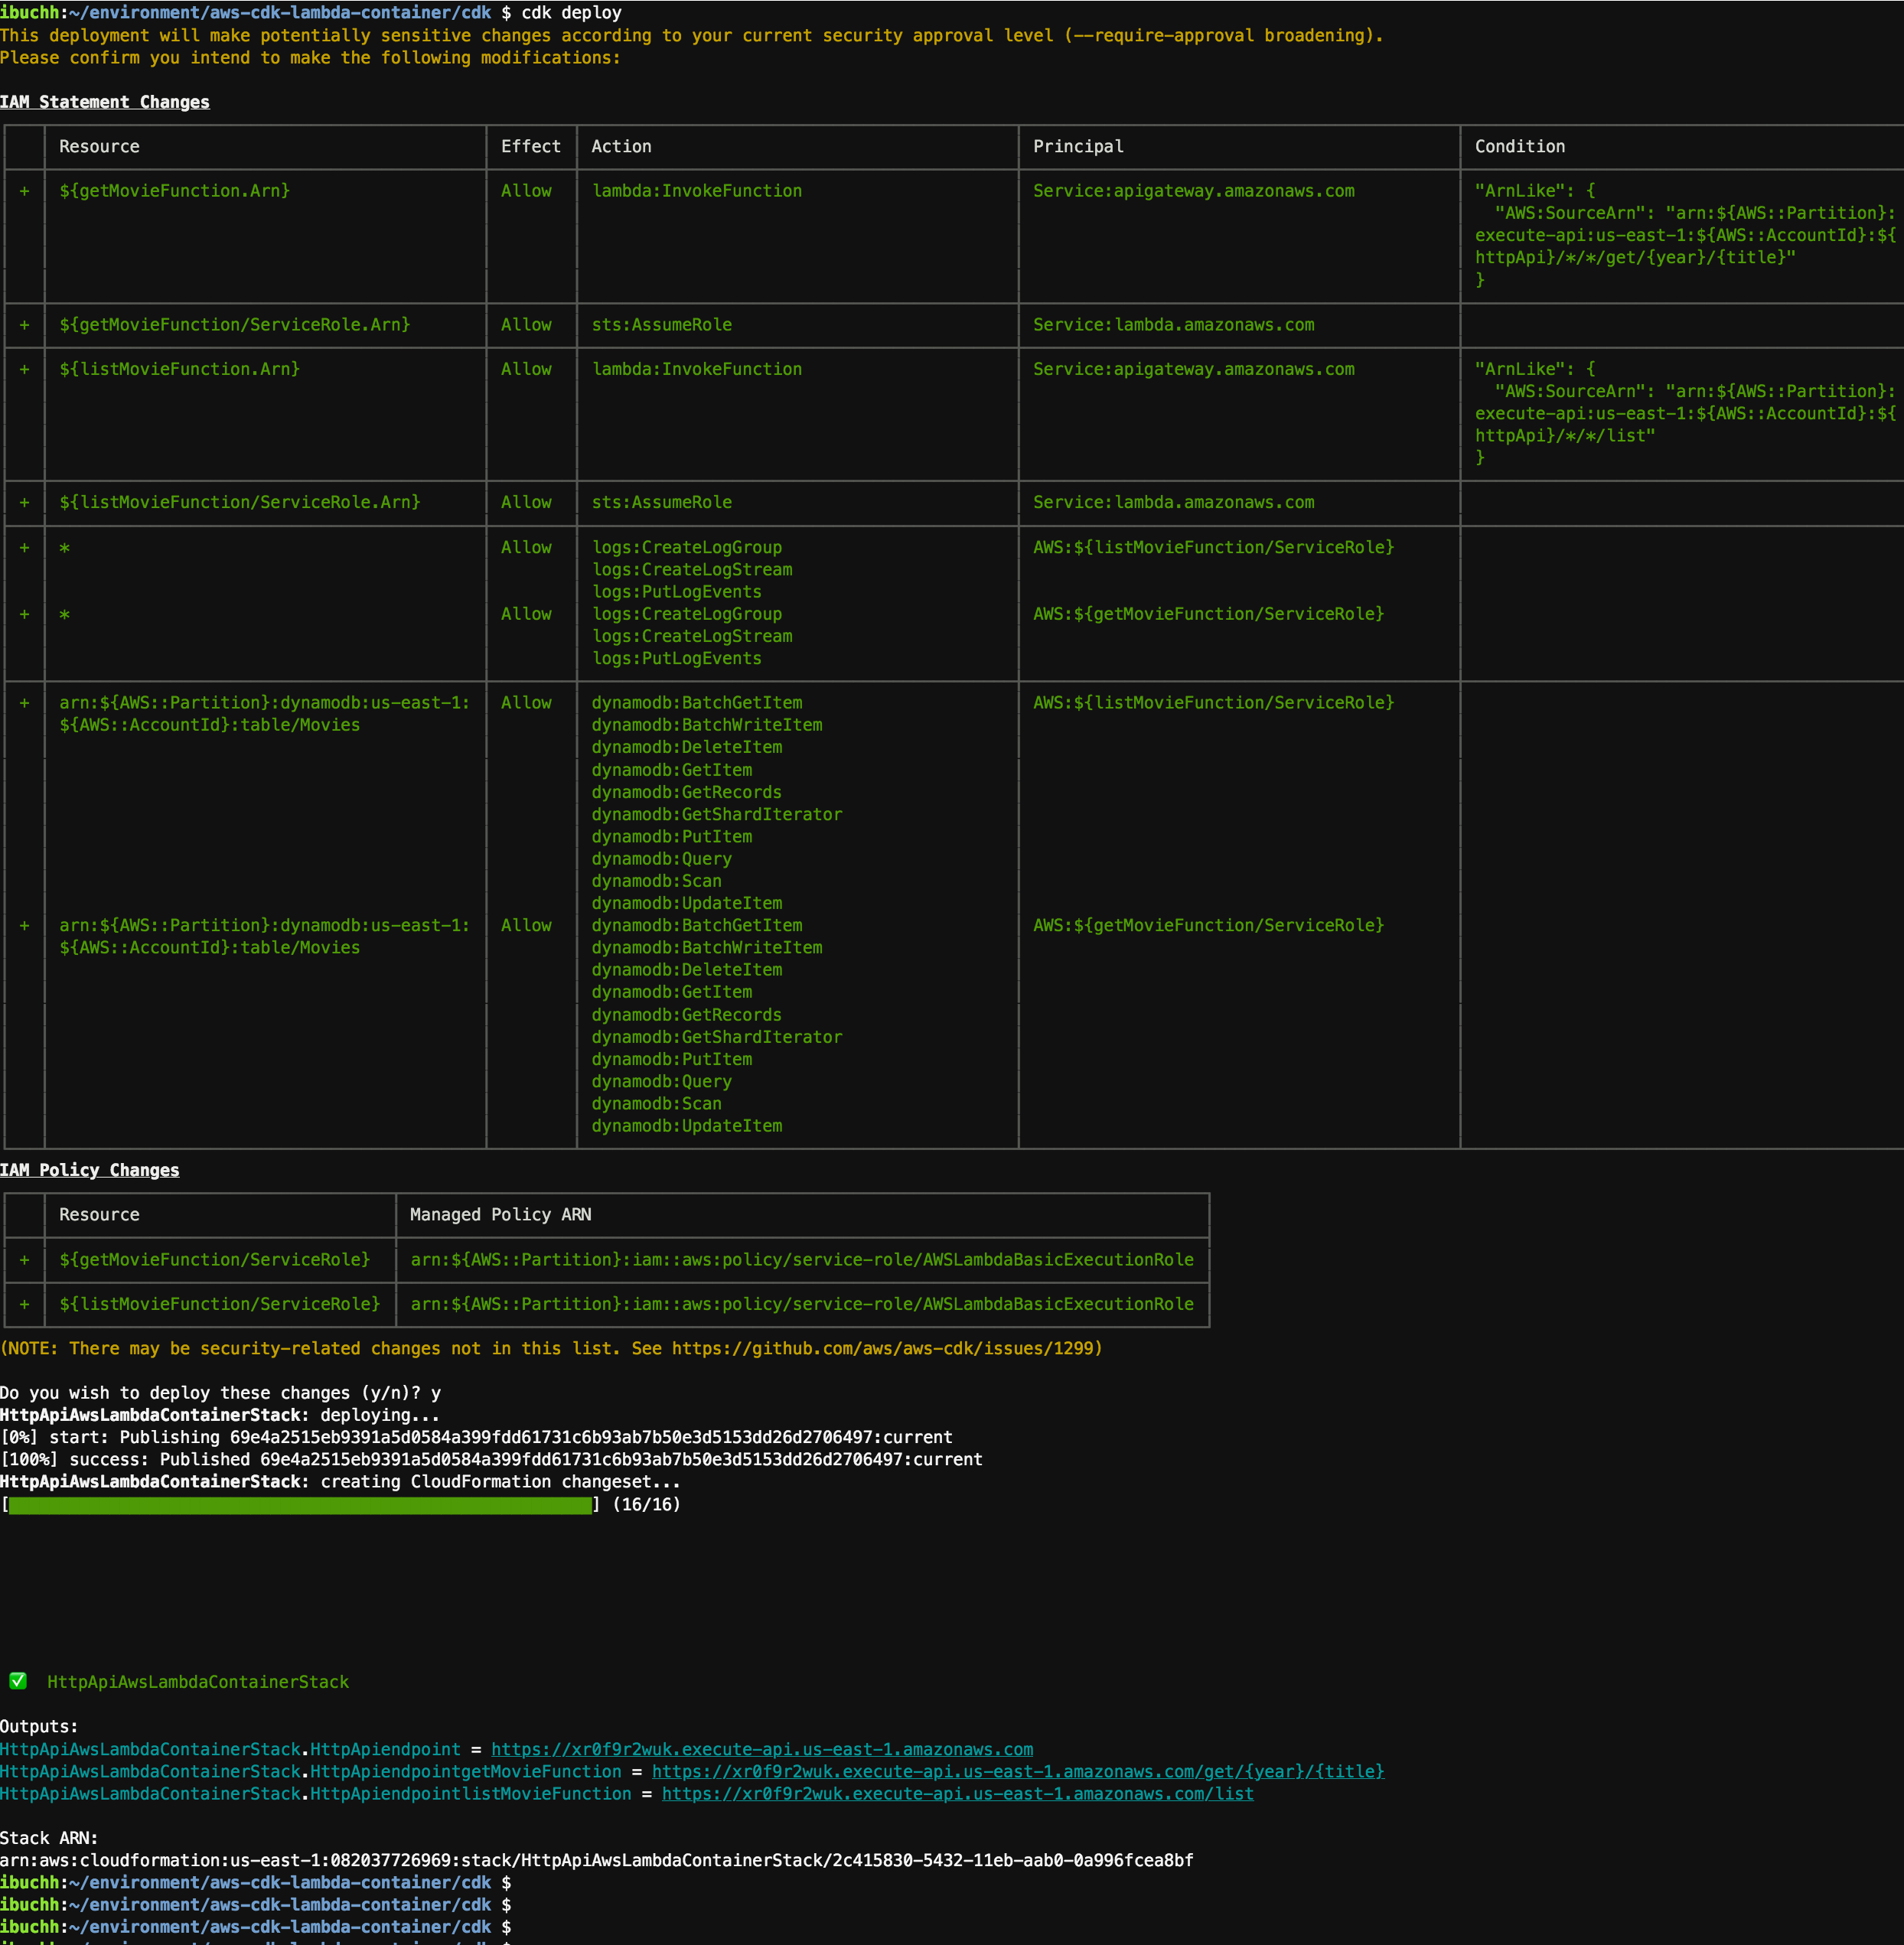 ibuchh:~/environment/aws-cdk-lambda-container/cdk $ cdk deploy
This deployment will make potentially sensitive changes according to your current security approval level (--require-approval broadening).
Please confirm you intend to make the following modifications:
IAM Statement Changes
Resource Effect Action Principal Condition
+ ${getMovieFunction.Arn} Allow lambda:InvokeFunction Service:apigateway.amazonaws.com "ArnLike": {
"AWS:SourceArn": "arn:${AWS::Partition}:
execute-api:us-east-1:${AWS::AccountId}:${
httpApi}/*/*/get/{year}/{title}"
}
+ ${getMovieFunction/ServiceRole.Arn} Allow sts:AssumeRole Service:lambda.amazonaws.com
+ ${listMovieFunction.Arn} Allow lambda:InvokeFunction Service:apigateway.amazonaws.com "ArnLike": {
"AWS:SourceArn": "arn:${AWS::Partition}:
execute-api:us-east-1:${AWS::AccountId}:${
httpApi}/*/*/list"
}
+ ${listMovieFunction/ServiceRole.Arn} Allow sts:AssumeRole Service:lambda.amazonaws.com
+ * Allow logs:CreateLogGroup AWS:${listMovieFunction/ServiceRole}
logs:CreateLogStream
logs:PutLogEvents
+ * Allow logs:CreateLogGroup AWS:${getMovieFunction/ServiceRole}
logs:CreateLogStream
logs:PutLogEvents
+ arn:${AWS::Partition}:dynamodb:us-east-1: Allow dynamodb:BatchGetItem AWS:${listMovieFunction/ServiceRole}
${AWS::AccountId}:table/Movies dynamodb:BatchWriteItem
dynamodb:DeleteItem
dynamodb:GetItem
dynamodb:GetRecords
dynamodb:GetShardIterator
dynamodb:PutItem
dynamodb:Query
dynamodb:Scan
dynamodb:UpdateItem
+ arn:${AWS::Partition}:dynamodb:us-east-1: Allow dynamodb:BatchGetItem AWS:${getMovieFunction/ServiceRole}
${AWS::AccountId}:table/Movies dynamodb:BatchWriteItem
dynamodb:DeleteItem
dynamodb:GetItem
dynamodb:GetRecords
dynamodb:GetShardIterator
dynamodb:PutItem
dynamodb:Query
dynamodb:Scan
dynamodb:UpdateItem
IAM Policy Changes
Resource Managed Policy ARN
+ ${getMovieFunction/ServiceRole} arn:${AWS::Partition}:iam::aws:policy/service-role/AWSLambdaBasicExecutionRole
+ ${listMovieFunction/ServiceRole} arn:${AWS::Partition}:iam::aws:policy/service-role/AWSLambdaBasicExecutionRole
(NOTE: There may be security-related changes not in this list. See https://github.com/aws/aws-cdk/issues/1299)
Do you wish to deploy these changes (y/n)? y
HttpApiAwsLambdaContainerStack: deploying...
[0%] start: Publishing 69e4a2515eb9391a5d0584a399fdd61731c6b93ab7b50e3d5153dd26d2706497:current
[100%] success: Published 69e4a2515eb9391a5d0584a399fdd61731c6b93ab7b50e3d5153dd26d2706497:current
HttpApiAwsLambdaContainerStack: creating CloudFormation changeset...
[] (16/16)
✅ HttpApiAwsLambdaContainerStack
Outputs:
HttpApiAwsLambdaContainerStack.HttpApiendpoint = https://xr0f9r2wuk.execute-api.us-east-1.amazonaws.com
HttpApiAwsLambdaContainerStack.HttpApiendpointgetMovieFunction = https://xr0f9r2wuk.execute-api.us-east-1.amazonaws.com/get/{year}/{title}
HttpApiAwsLambdaContainerStack.HttpApiendpointlistMovieFunction = https://xr0f9r2wuk.execute-api.us-east-1.amazonaws.com/list
Stack ARN:
arn:aws:cloudformation:us-east-1:082037726969:stack/HttpApiAwsLambdaContainerStack/2c415830-5432-11eb-aab0-0a996fcea8bf
ibuchh:~/environment/aws-cdk-lambda-container/cdk $
ibuchh:~/environment/aws-cdk-lambda-container/cdk $
ibuchh:~/environment/aws-cdk-lambda-container/cdk $